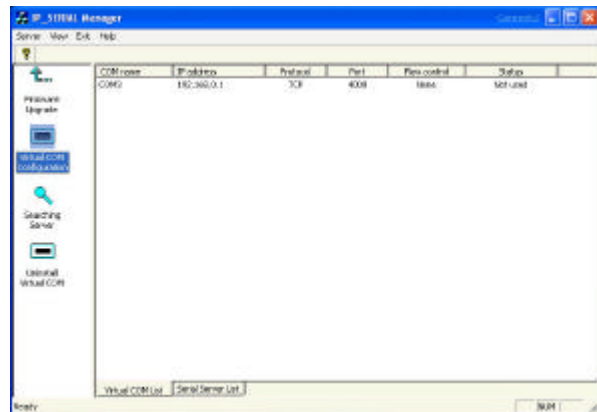 IP_SERIAL Manager
Server View Exit Help
COM name IP address Protocol Port Flow control Status
COM3 192.168.0.1 TCP 4008 None Not used
Firmware
Upgrade
Virtual COM
Configuration
Searching
Server
Uninstall
Virtual COM
Virtual COM List Serial Server List
Ready NUM